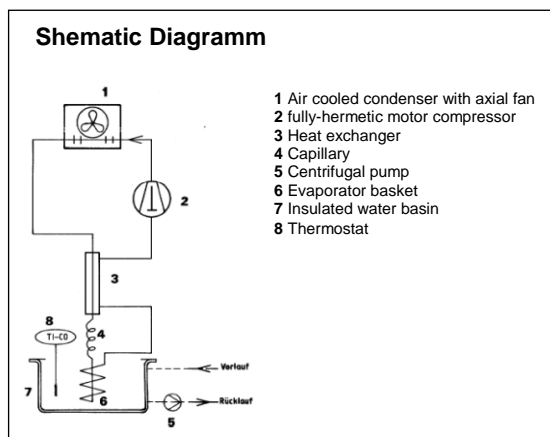 Shematic Diagramm
1 Air cooled condenser with axial fan
2 fully-hermetic motor compressor
3 Heat exchanger
4 Capillary
5 Centrifugal pump
6 Evaporator basket
7 Insulated water basin
8 Thermostat
1
2
3
8
TI-CO
4
Vorlauf
7
6
Rücklauf
5